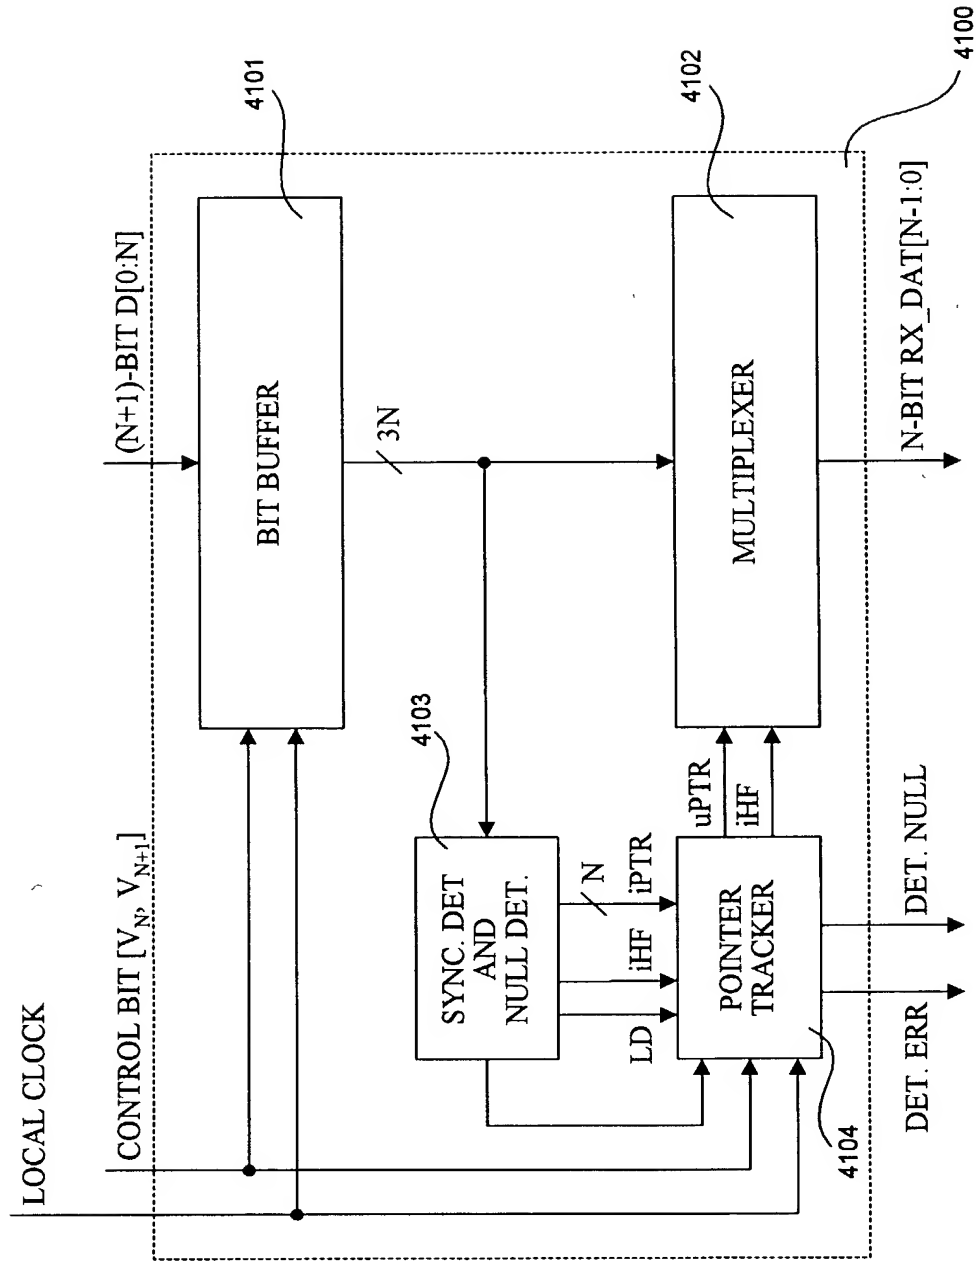 LOCAL CLOCK
CONTROL BIT [V_N, V_{N+1}]
(N+1)-BIT D[0:N]
4101
BIT BUFFER
3N
4103
SYNC. DET
AND
NULL DET.
LD
iHF
N
iPTR
4104
POINTER
TRACKER
uPTR
iHF
4102
MULTIPLEXER
DET. ERR
DET. NULL
N-BIT RX_DAT[N-1:0]
4100